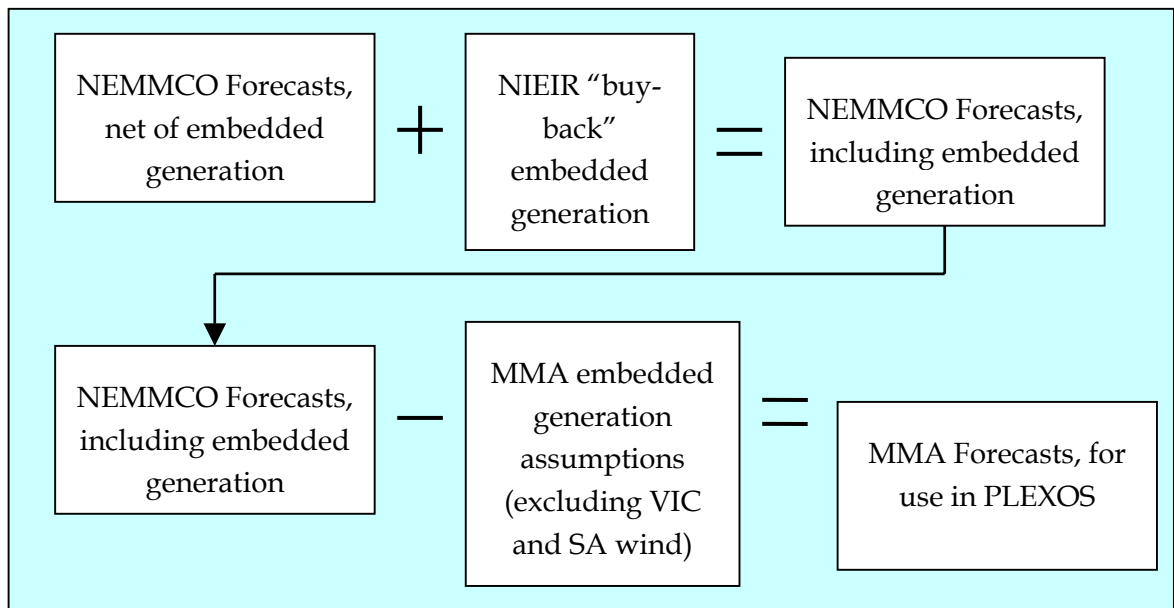 NEMMCO Forecasts,
net of embedded
generation
+
NIEIR “buy-
back”
embedded
generation
=
NEMMCO Forecasts,
including embedded
generation
NEMMCO Forecasts,
including embedded
generation
−
MMA embedded
generation
assumptions
(excluding VIC
and SA wind)
=
MMA Forecasts, for
use in PLEXOS